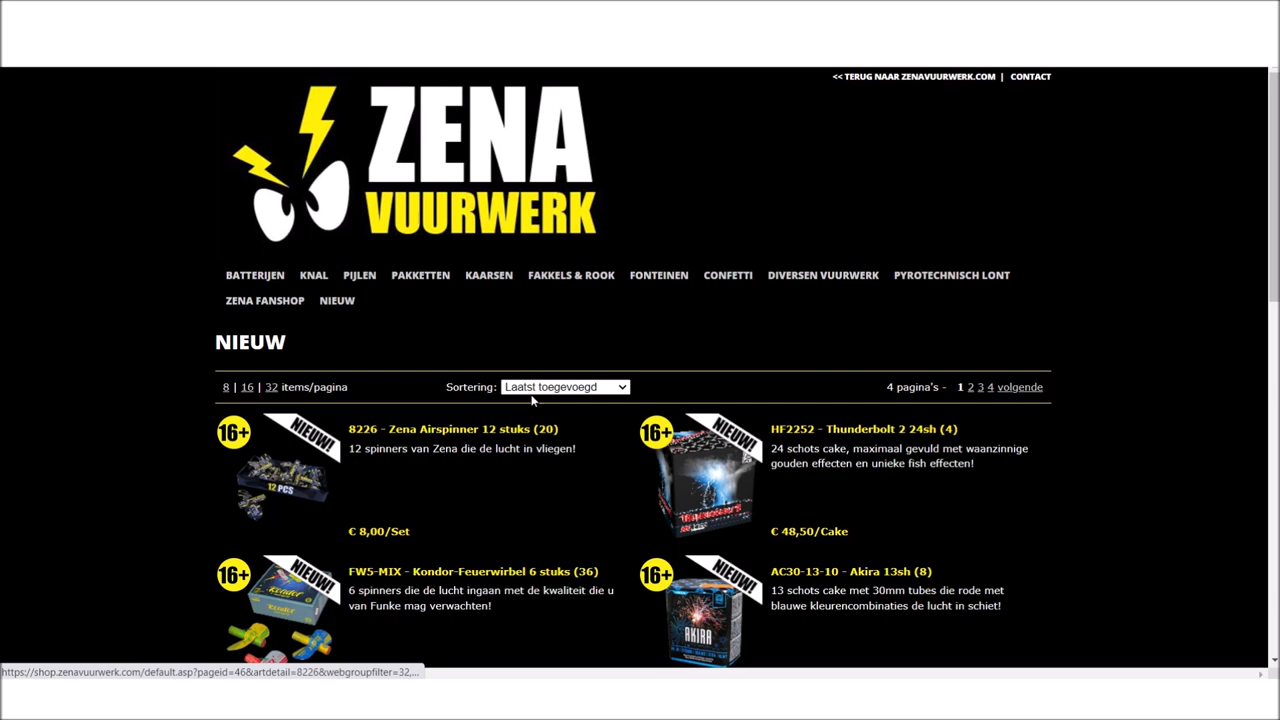 << TERUG NAAR ZENAVUURWERK.COM | CONTACT
ZENA
VUURWERK
BATTERIJEN KNAL PIJLEN PAKKETTEN KAARSEN FAKKELS & ROOK FONTEINEN CONFETTI DIVERSEN VUURWERK PYROTECHNISCH LONT
ZENA FANSHOP NIEUW
NIEUW
8 | 16 | 32 items/pagina Sortering: Laatst toegevoegd 4 pagina's - 1 2 3 4 volgende
16+ NIEUW!
8226 - Zena Airspinner 12 stuks (20)
12 spinners van Zena die de lucht in vliegen!
12 PCS
€ 8,00/Set
16+ NIEUW!
HF2252 - Thunderbolt 2 24sh (4)
24 schots cake, maximaal gevuld met waanzinnige
gouden effecten en unieke fish effecten!
€ 48,50/Cake
16+ NIEUW!
FW5-MIX - Kondor-Feuerwirbel 6 stuks (36)
6 spinners die de lucht ingaan met de kwaliteit die u
van Funke mag verwachten!
16+ NIEUW!
AC30-13-10 - Akira 13sh (8)
13 schots cake met 30mm tubes die rode met
blauwe kleurencombinaties de lucht in schiet!
AKIRA
https://shop.zenavuurwerk.com/default.asp?pageid=46&artdetail=8226&webgroupfilter=32,...